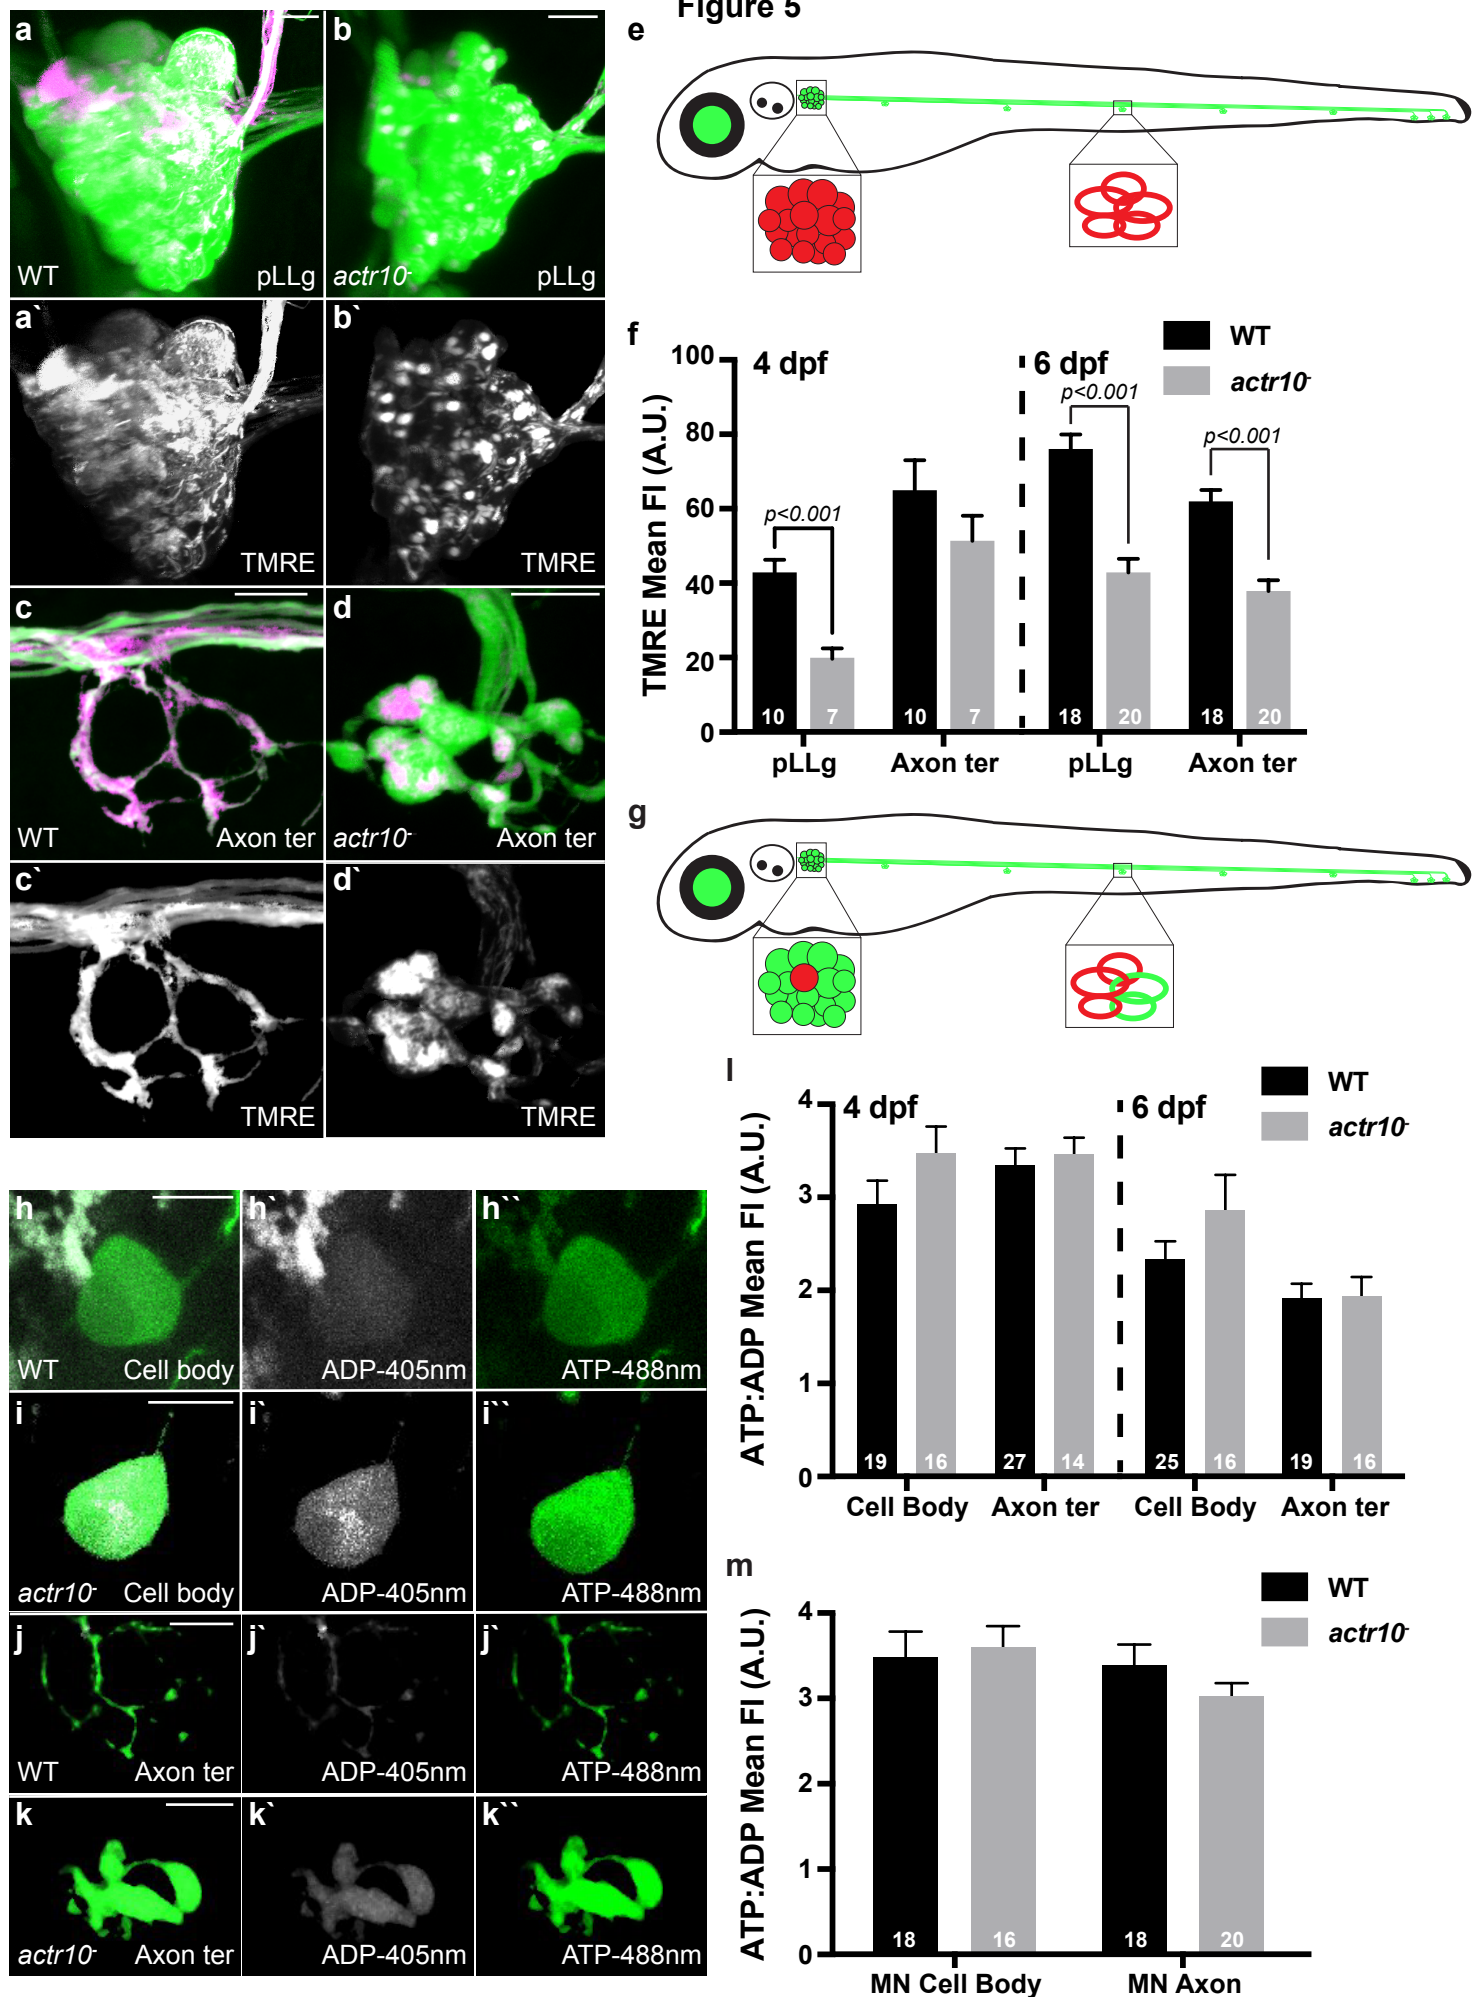 Figure 5
a
WT
pLLg
b
actr10-
pLLg
a`
TMRE
b`
TMRE
c
WT
Axon ter
d
actr10-
Axon ter
c`
TMRE
d`
TMRE
e
f
WT
actr10-
4 dpf
6 dpf
TMRE Mean FI (A.U.)
100
80
60
40
20
0
p<0.001
p<0.001
p<0.001
10
7
10
7
18
20
18
20
pLLg
Axon ter
pLLg
Axon ter
g
h
WT
Cell body
h`
ADP-405nm
h``
ATP-488nm
i
actr10-
Cell body
i`
ADP-405nm
i``
ATP-488nm
j
WT
Axon ter
j`
ADP-405nm
j`
ATP-488nm
k
actr10-
Axon ter
k`
ADP-405nm
k``
ATP-488nm
l
WT
actr10-
4 dpf
6 dpf
ATP:ADP Mean FI (A.U.)
4
3
2
1
0
19
16
27
14
25
16
19
16
Cell Body
Axon ter
Cell Body
Axon ter
m
WT
actr10-
ATP:ADP Mean FI (A.U.)
4
3
2
1
0
18
16
18
20
MN Cell Body
MN Axon